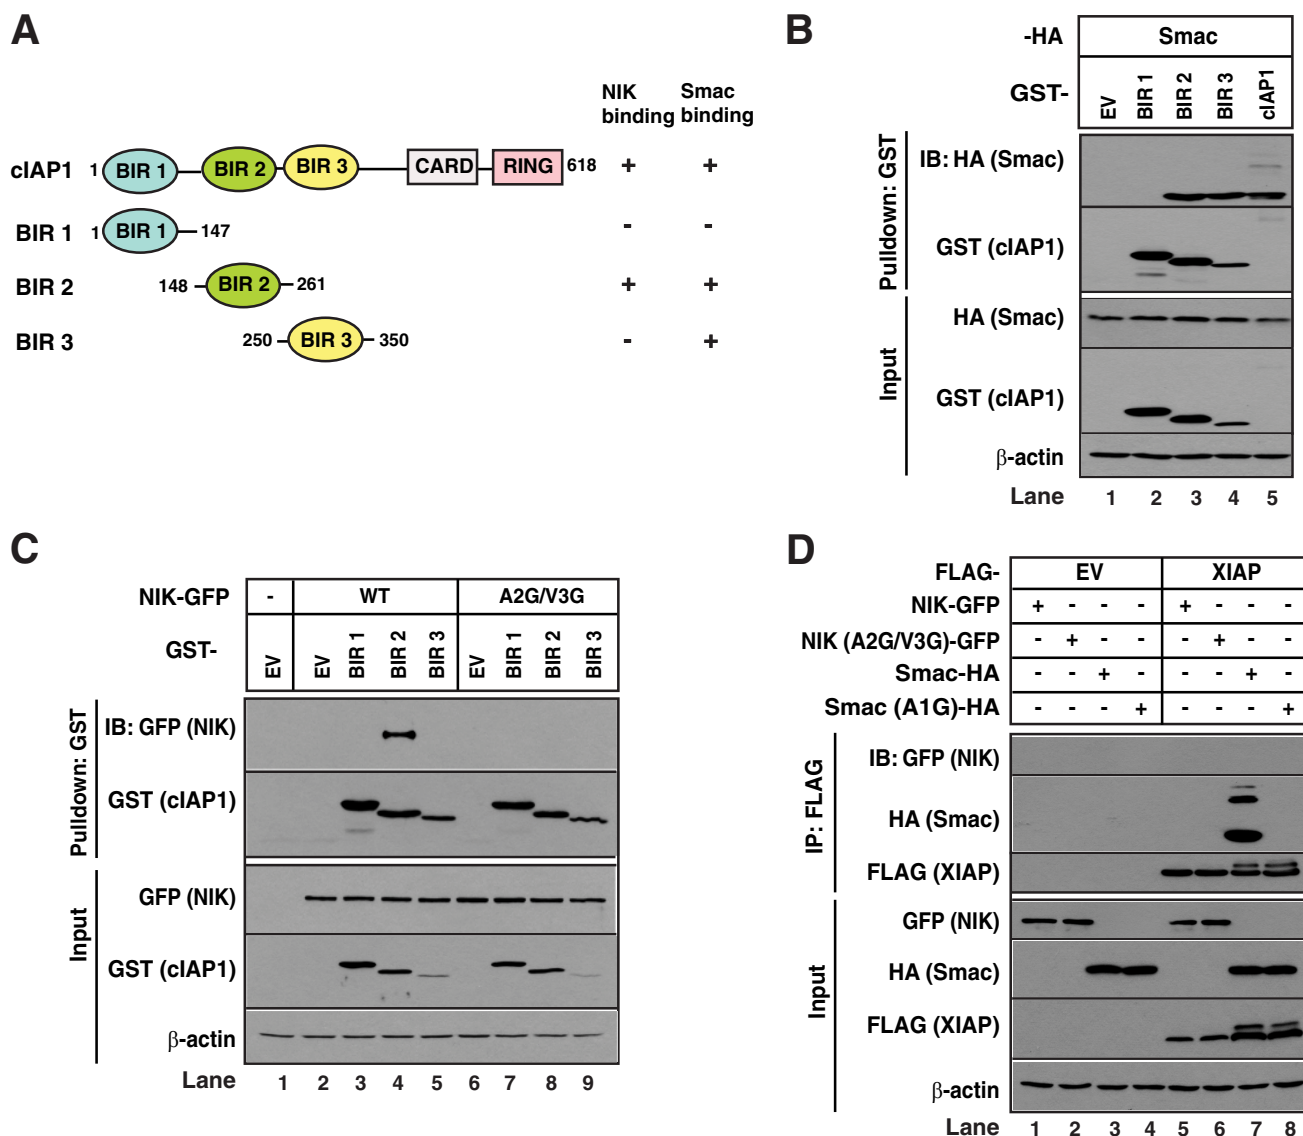 A
NIK binding Smac binding
cIAP1 1 BIR 1 BIR 2 BIR 3 CARD RING 618 + +
BIR 1 1 BIR 1 147 - -
BIR 2 148 BIR 2 261 + +
BIR 3 250 BIR 3 350 - +
B
-HA Smac
GST- EV BIR 1 BIR 2 BIR 3 cIAP1
Pulldown: GST
IB: HA (Smac)
GST (cIAP1)
Input
HA (Smac)
GST (cIAP1)
β-actin
Lane 1 2 3 4 5
C
NIK-GFP - WT A2G/V3G
GST- EV EV BIR 1 BIR 2 BIR 3 EV BIR 1 BIR 2 BIR 3
Pulldown: GST
IB: GFP (NIK)
GST (cIAP1)
Input
GFP (NIK)
GST (cIAP1)
β-actin
Lane 1 2 3 4 5 6 7 8 9
D
FLAG- EV XIAP
NIK-GFP + - - - + - - -
NIK (A2G/V3G)-GFP - + - - - + - -
Smac-HA - - + - - - + -
Smac (A1G)-HA - - - + - - - +
IP: FLAG
IB: GFP (NIK)
HA (Smac)
FLAG (XIAP)
Input
GFP (NIK)
HA (Smac)
FLAG (XIAP)
β-actin
Lane 1 2 3 4 5 6 7 8